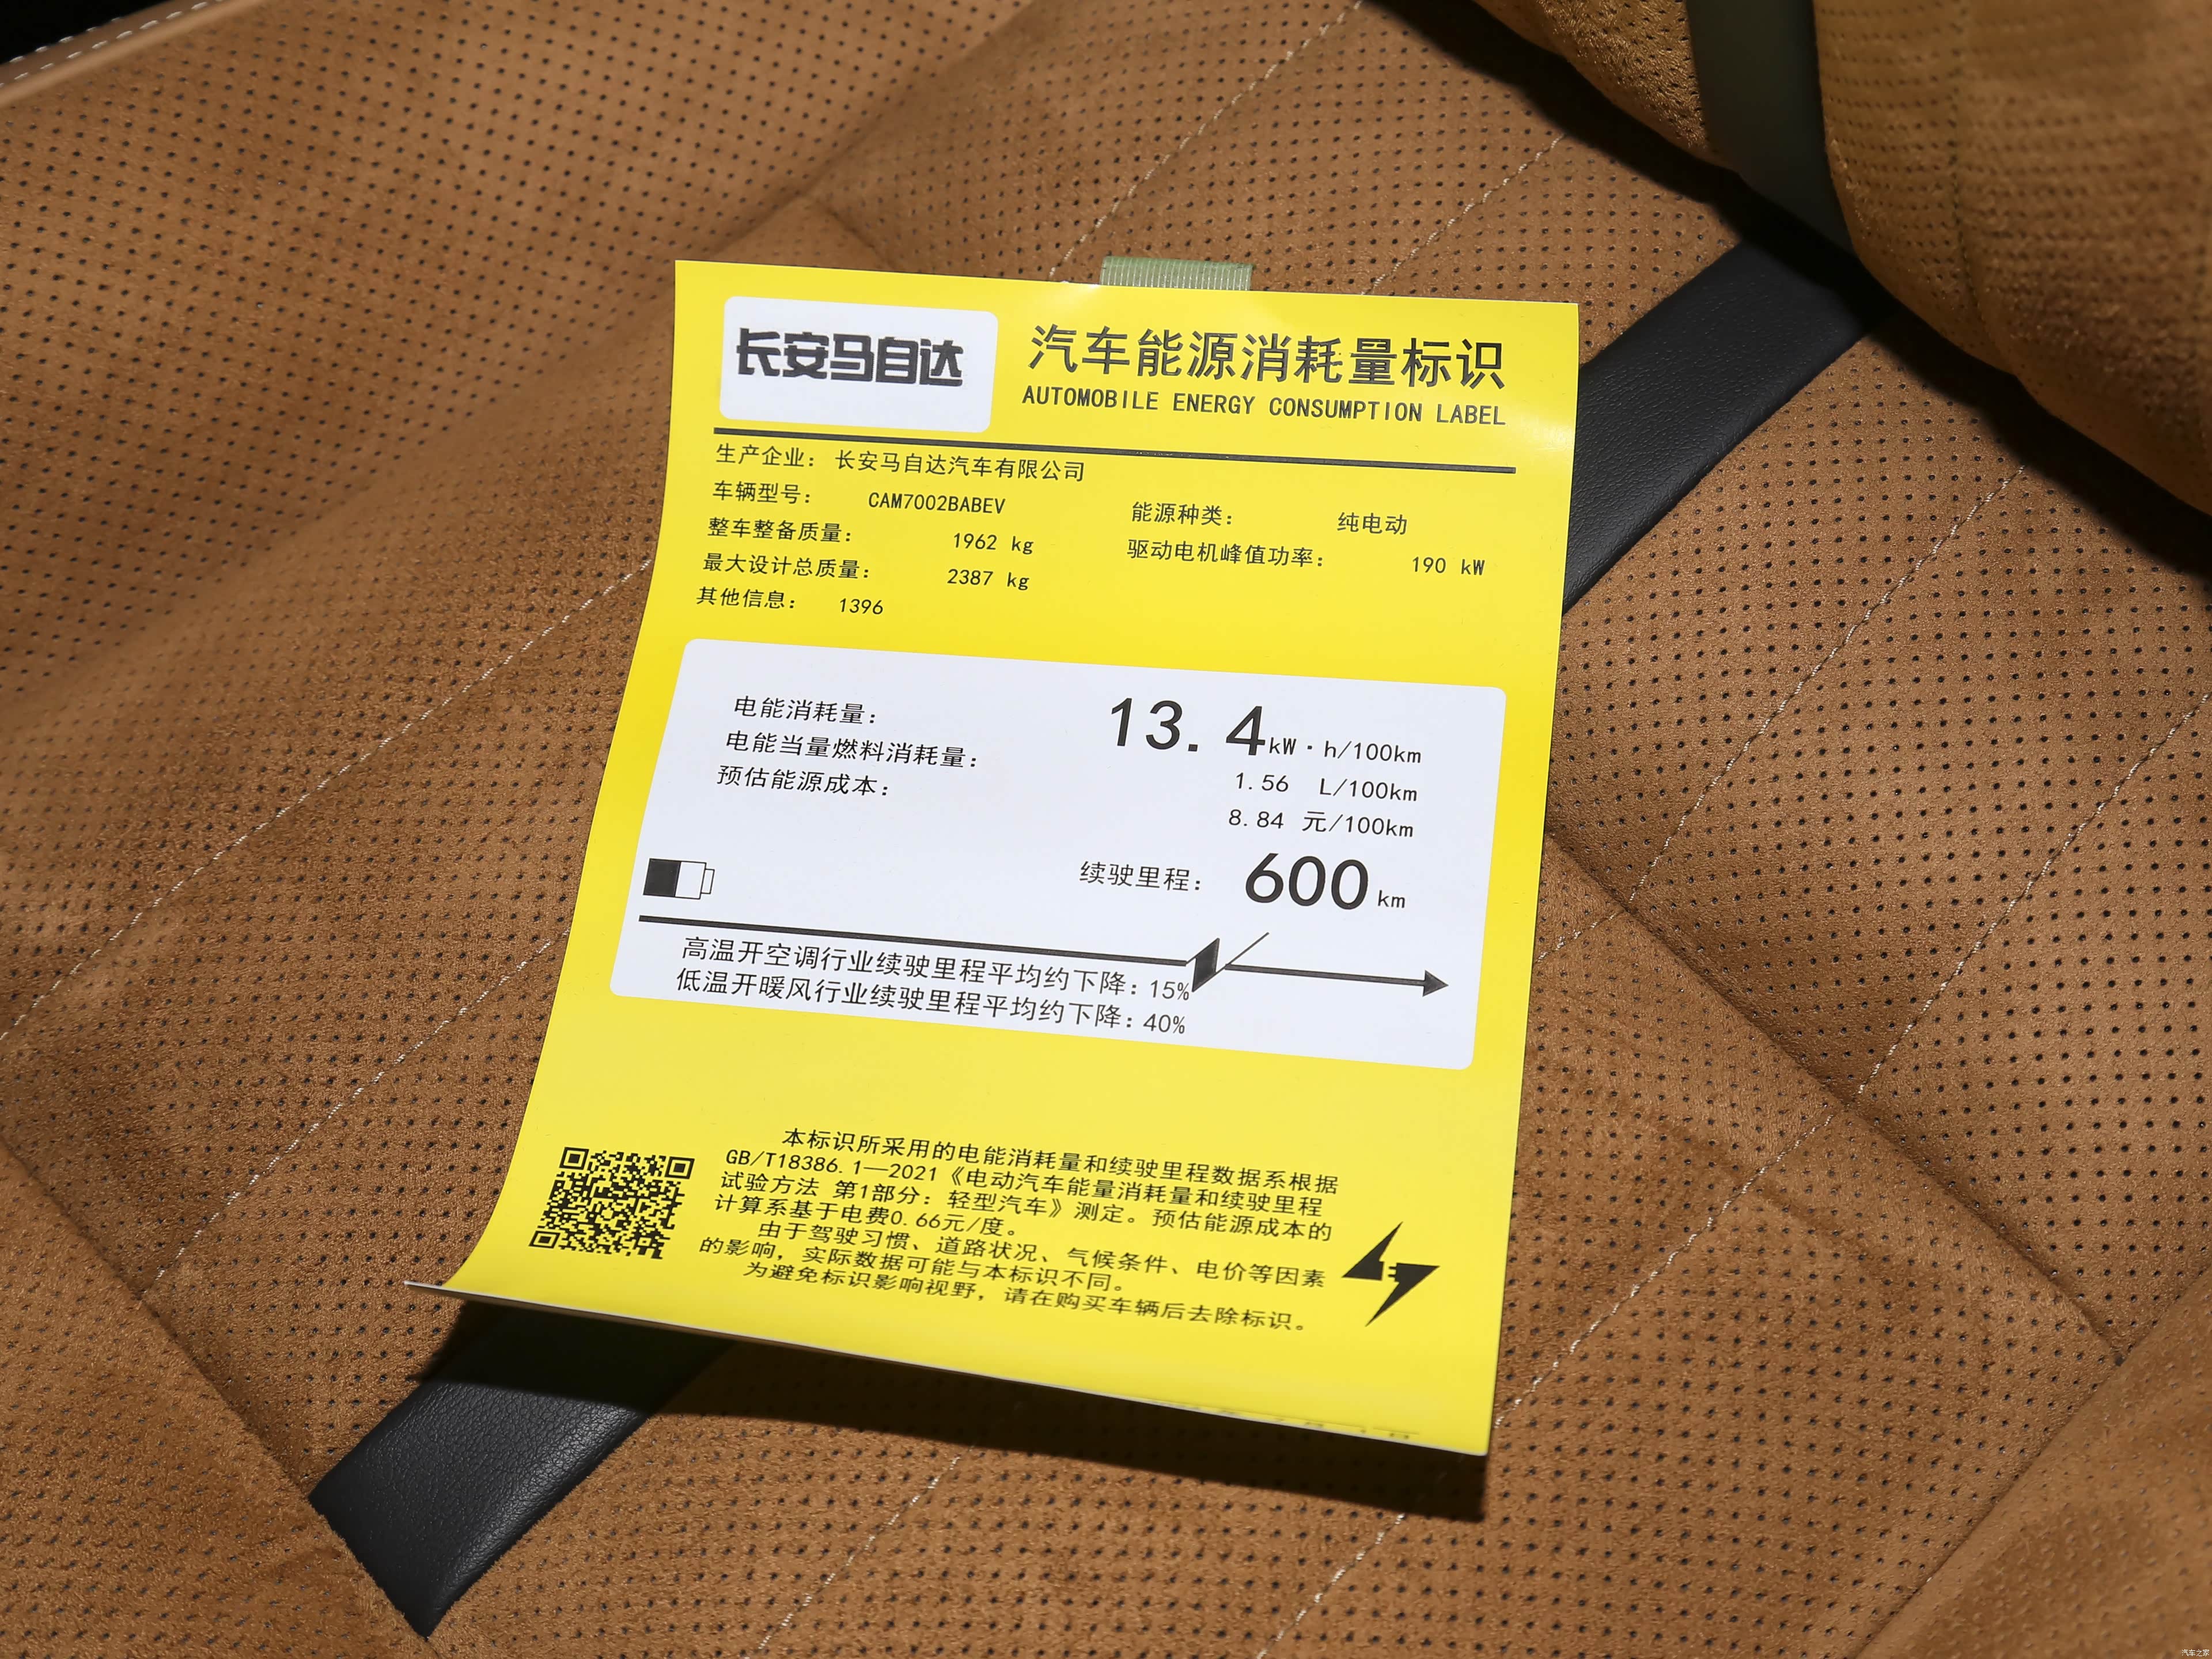 长安马自达
汽车能源消耗量标识
AUTOMOBILE ENERGY CONSUMPTION LABEL
生产企业：长安马自达汽车有限公司
车辆型号： CAM7002BABEV
能源种类： 纯电动
整车整备质量： 1962 kg
驱动电机峰值功率： 190 kW
最大设计总质量： 2387 kg
其他信息： 1396
电能消耗量： 13.4kW·h/100km
电能当量燃料消耗量： 1.56 L/100km
预估能源成本： 8.84 元/100km
续驶里程： 600 km
高温开空调行业续驶里程平均约下降：15%
低温开暖风行业续驶里程平均约下降：40%
本标识所采用的电能消耗量和续驶里程数据系根据
GB/T18386.1—2021《电动汽车能量消耗量和续驶里程
试验方法 第1部分：轻型汽车》测定。预估能源成本的
计算系基于电费0.66元/度。
由于驾驶习惯、道路状况、气候条件、电价等因素
的影响，实际数据可能与本标识不同。
为避免标识影响视野，请在购买车辆后去除标识。
汽车之家